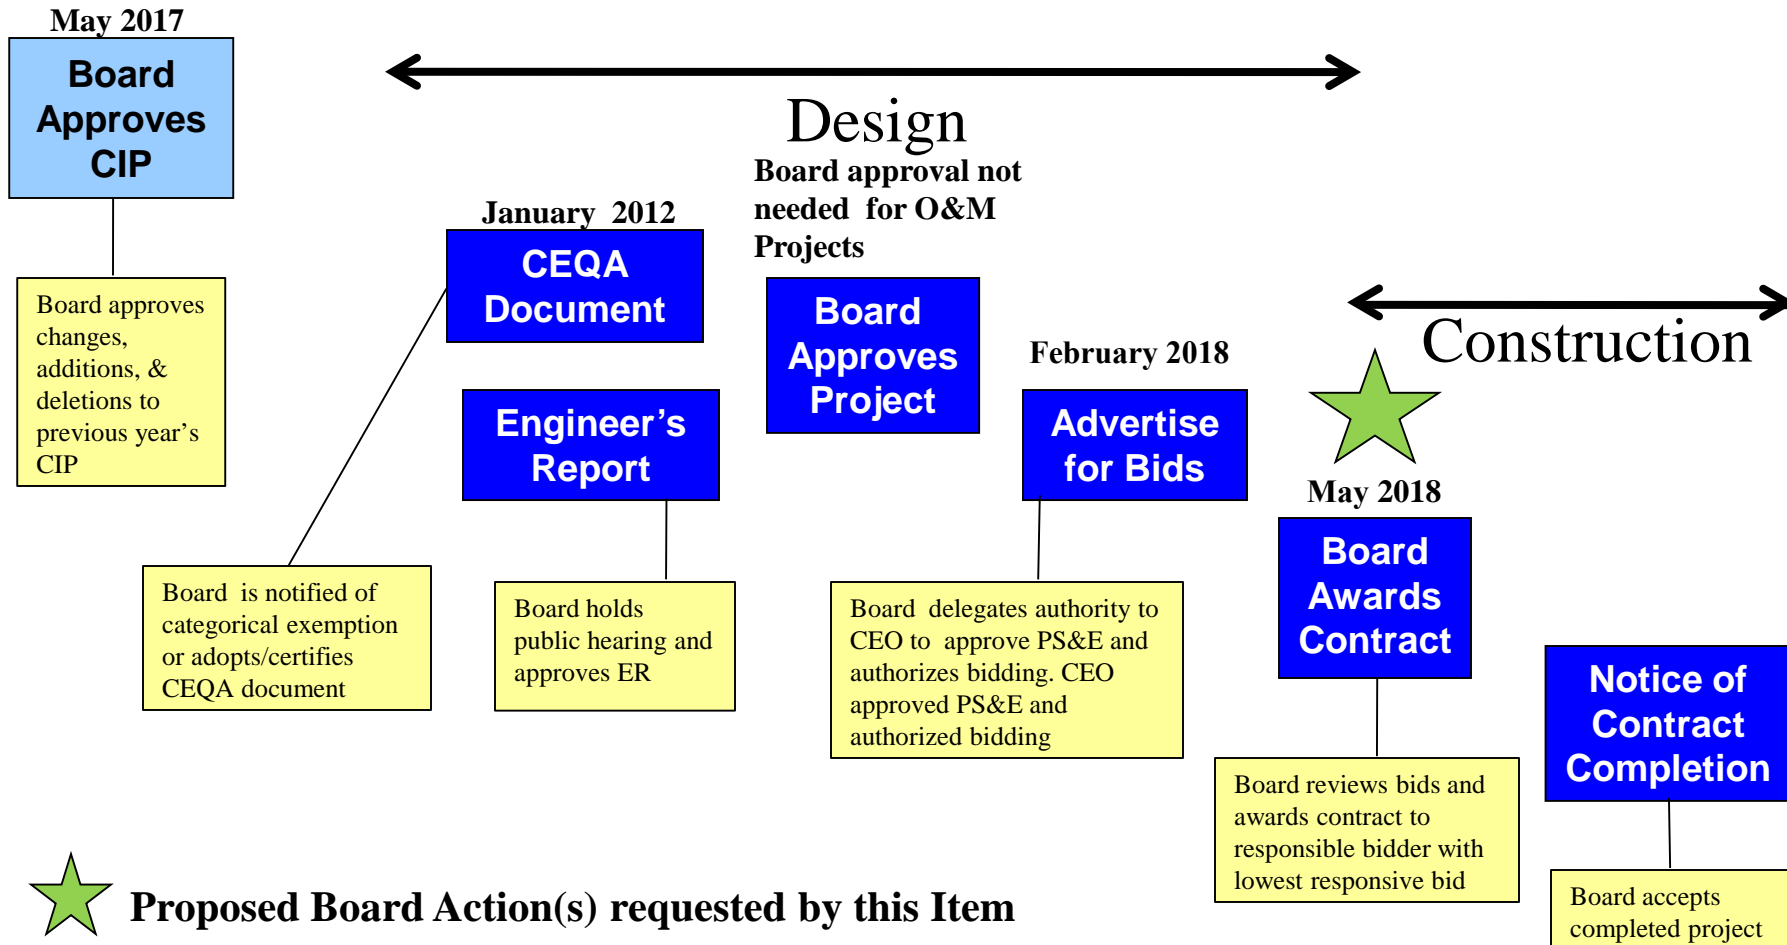 May 2017
Board
Approves
CIP
Board approves
changes,
additions, &
deletions to
previous year's
CIP
Design
January 2012
CEQA
Document
Board is notified of
categorical exemption
or adopts/certifies
CEQA document
Engineer's
Report
Board holds
public hearing and
approves ER
Board approval not
needed for O&M
Projects
Board
Approves
Project
February 2018
Advertise
for Bids
Board delegates authority to
CEO to approve PS&E and
authorizes bidding. CEO
approved PS&E and
authorized bidding
Construction
May 2018
Board
Awards
Contract
Board reviews bids and
awards contract to
responsible bidder with
lowest responsive bid
Notice of
Contract
Completion
Board accepts
completed project
Proposed Board Action(s) requested by this Item